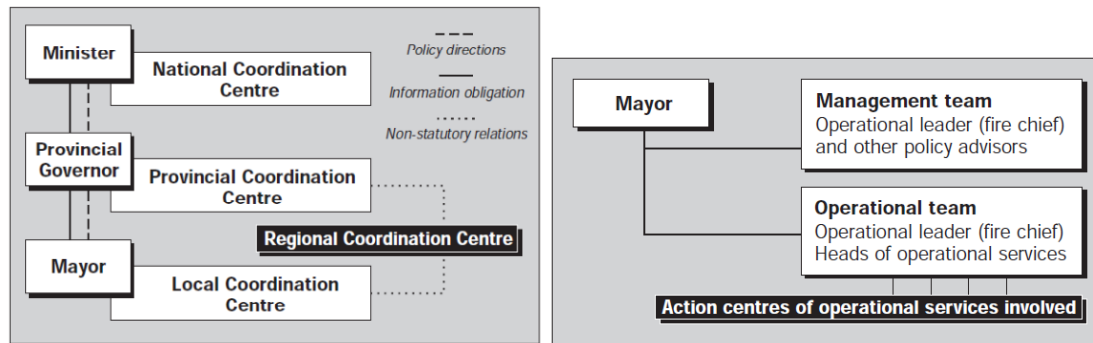 Minister
National Coordination
Centre
Policy directions
Information obligation
Non-statutory relations
Provincial
Governor
Provincial Coordination
Centre
Regional Coordination Centre
Mayor
Local Coordination
Centre
Mayor
Management team
Operational leader (fire chief)
and other policy advisors
Operational team
Operational leader (fire chief)
Heads of operational services
Action centres of operational services involved